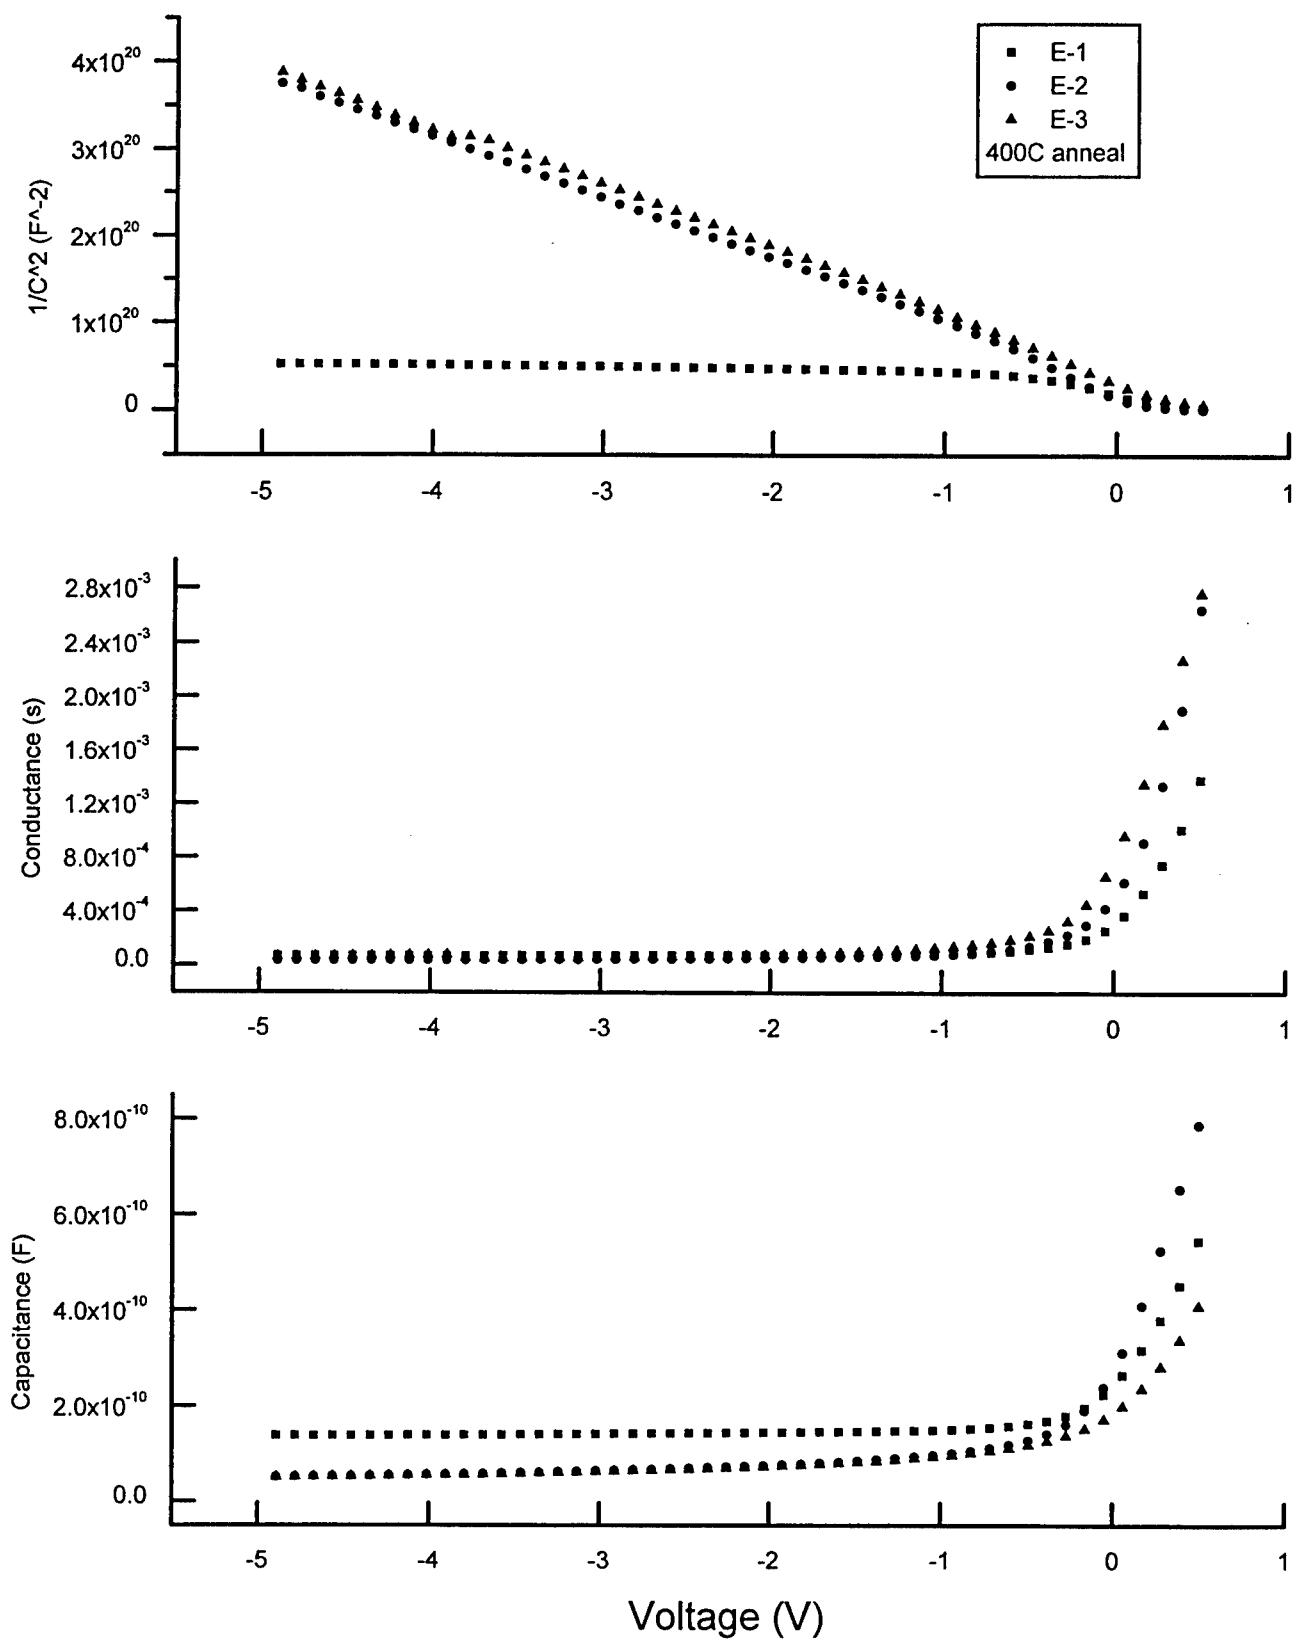 E-1
E-2
E-3
400C anneal
1/C^2 (F^-2)
4x10^20
3x10^20
2x10^20
1x10^20
0
-5 -4 -3 -2 -1 0 1
Conductance (s)
2.8x10^-3
2.4x10^-3
2.0x10^-3
1.6x10^-3
1.2x10^-3
8.0x10^-4
4.0x10^-4
0.0
-5 -4 -3 -2 -1 0 1
Capacitance (F)
8.0x10^-10
6.0x10^-10
4.0x10^-10
2.0x10^-10
0.0
-5 -4 -3 -2 -1 0 1
Voltage (V)